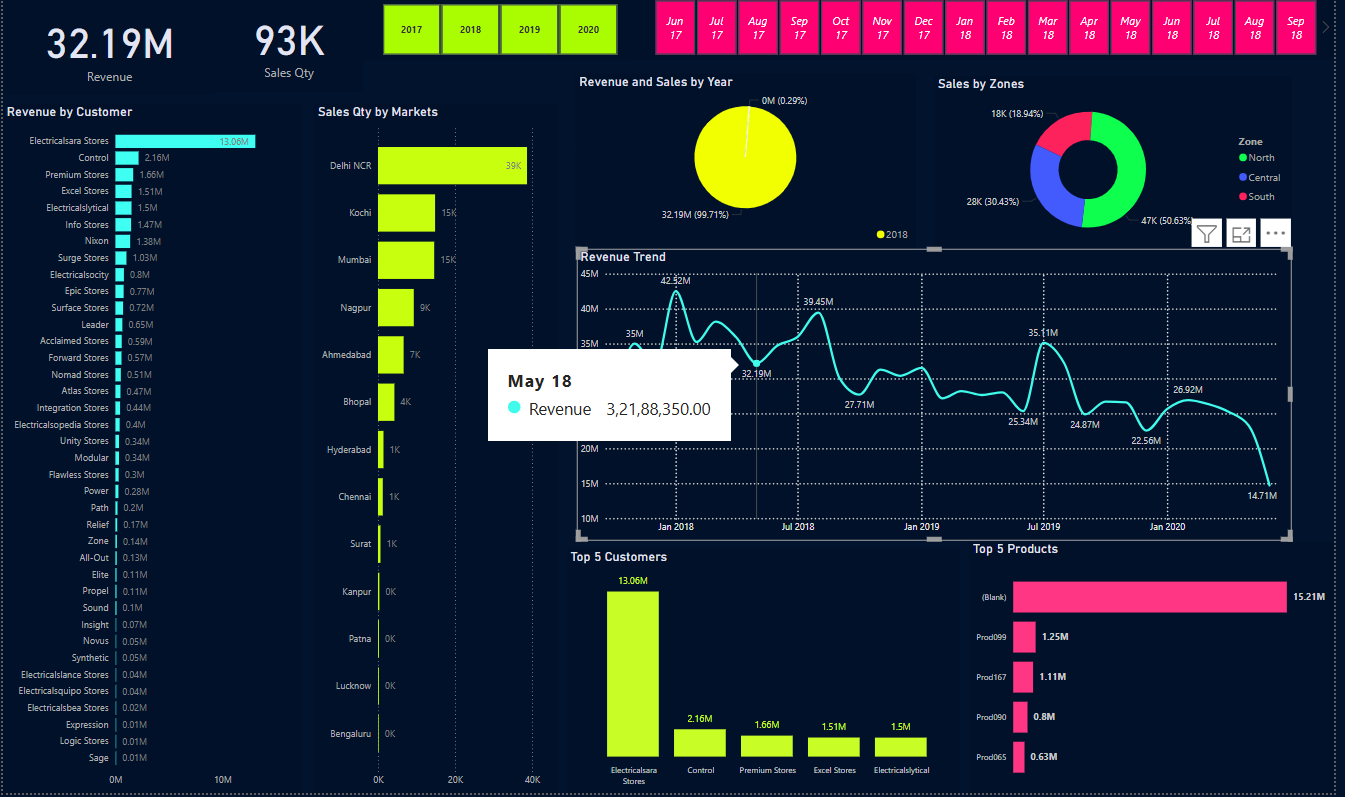 32.19M
Revenue
93K
Sales Qty
2017
2018
2019
2020
Jun 17
Jul 17
Aug 17
Sep 17
Oct 17
Nov 17
Dec 17
Jan 18
Feb 18
Mar 18
Apr 18
May 18
Jun 18
Jul 18
Aug 18
Sep 18
Revenue by Customer
Electricalsara Stores 13.06M
Control 2.16M
Premium Stores 1.66M
Excel Stores 1.51M
Electricalslytical 1.5M
Info Stores 1.47M
Nixon 1.38M
Surge Stores 1.03M
Electricalsocity 0.8M
Epic Stores 0.77M
Surface Stores 0.72M
Leader 0.65M
Acclaimed Stores 0.59M
Forward Stores 0.57M
Nomad Stores 0.51M
Atlas Stores 0.47M
Integration Stores 0.44M
Electricalsopedia Stores 0.4M
Unity Stores 0.34M
Modular 0.34M
Flawless Stores 0.3M
Power 0.28M
Path 0.2M
Relief 0.17M
Zone 0.14M
All-Out 0.13M
Elite 0.11M
Propel 0.11M
Sound 0.1M
Insight 0.07M
Novus 0.05M
Synthetic 0.05M
Electricalslance Stores 0.04M
Electricalsquipo Stores 0.04M
Electricalsbea Stores 0.02M
Expression 0.01M
Logic Stores 0.01M
Sage 0.01M
0M 10M
Sales Qty by Markets
Delhi NCR 39K
Kochi 15K
Mumbai 15K
Nagpur 9K
Ahmedabad 7K
Bhopal 4K
Hyderabad 1K
Chennai 1K
Surat 1K
Kanpur 0K
Patna 0K
Lucknow 0K
Bengaluru 0K
0K 20K 40K
Revenue and Sales by Year
0M (0.29%)
32.19M (99.71%)
2018
Sales by Zones
18K (18.94%)
28K (30.43%)
47K (50.63%)
Zone
North
Central
South
Revenue Trend
45M
40M
35M
20M
15M
10M
35M
42.52M
32.19M
39.45M
27.71M
25.34M
35.11M
24.87M
22.56M
26.92M
14.71M
Jan 2018 Jul 2018 Jan 2019 Jul 2019 Jan 2020
May 18
Revenue 3,21,88,350.00
Top 5 Customers
13.06M
2.16M
1.66M
1.51M
1.5M
Electricalsara Stores
Control
Premium Stores
Excel Stores
Electricalslytical
Top 5 Products
(Blank) 15.21M
Prod099 1.25M
Prod167 1.11M
Prod090 0.8M
Prod065 0.63M